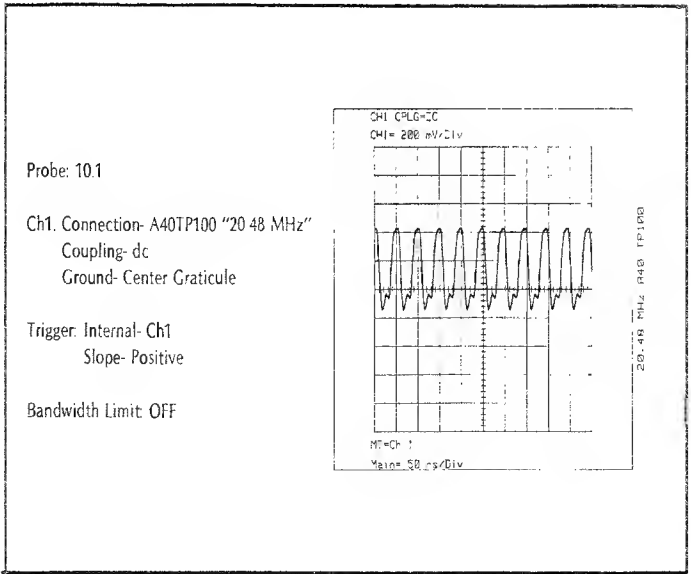 Probe: 10.1
Ch1. Connection- A40TP100 "20 48 MHz"
Coupling- dc
Ground- Center Graticule
Trigger: Internal- Ch1
Slope- Positive
Bandwidth Limit: OFF
CH1 CPLG=DC
CH1= 200 mV/Div
MT=Ch 1
Main= 50 ns/Div
20.48 MHz A40 TP100